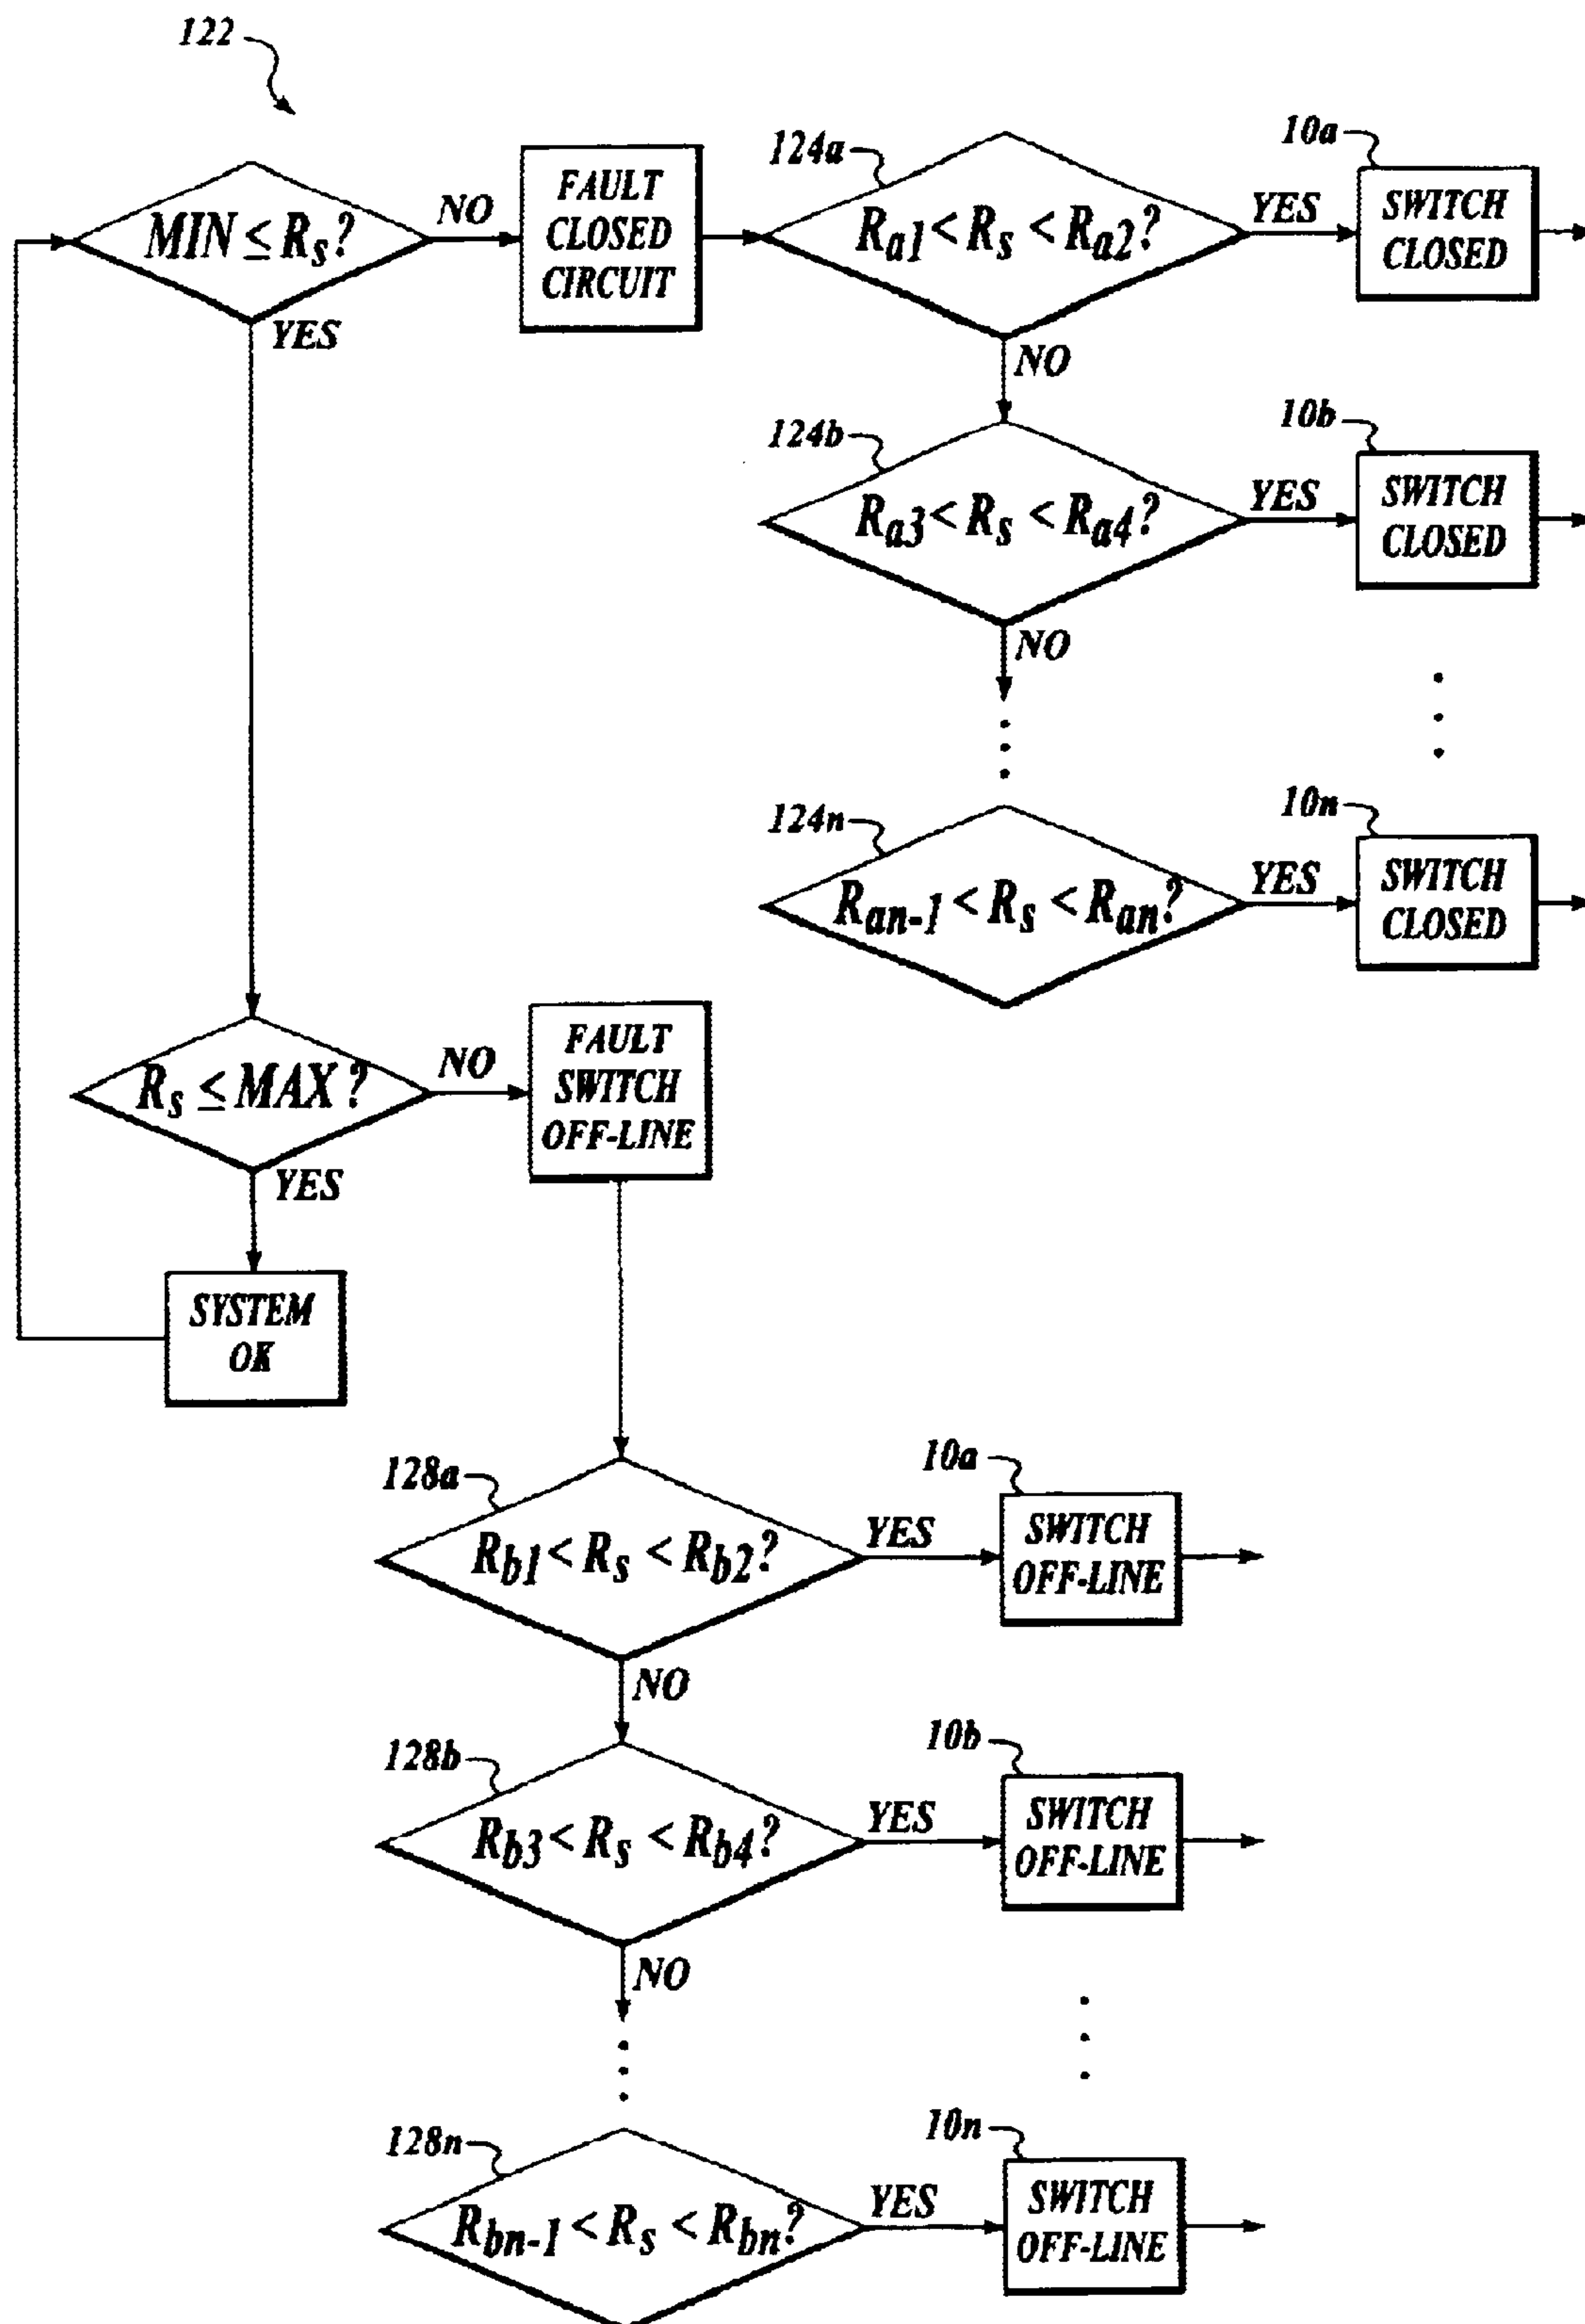 122
MIN ≤ Rs?
NO
YES
FAULT
CLOSED
CIRCUIT
124a
Ra1 < Rs < Ra2?
YES
NO
10a
SWITCH
CLOSED
124b
Ra3 < Rs < Ra4?
YES
NO
10b
SWITCH
CLOSED
124n
Ran-1 < Rs < Ran?
YES
10n
SWITCH
CLOSED
Rs ≤ MAX?
NO
YES
FAULT
SWITCH
OFF-LINE
SYSTEM
OK
128a
Rb1 < Rs < Rb2?
YES
NO
10a
SWITCH
OFF-LINE
128b
Rb3 < Rs < Rb4?
YES
NO
10b
SWITCH
OFF-LINE
128n
Rbn-1 < Rs < Rbn?
YES
10n
SWITCH
OFF-LINE